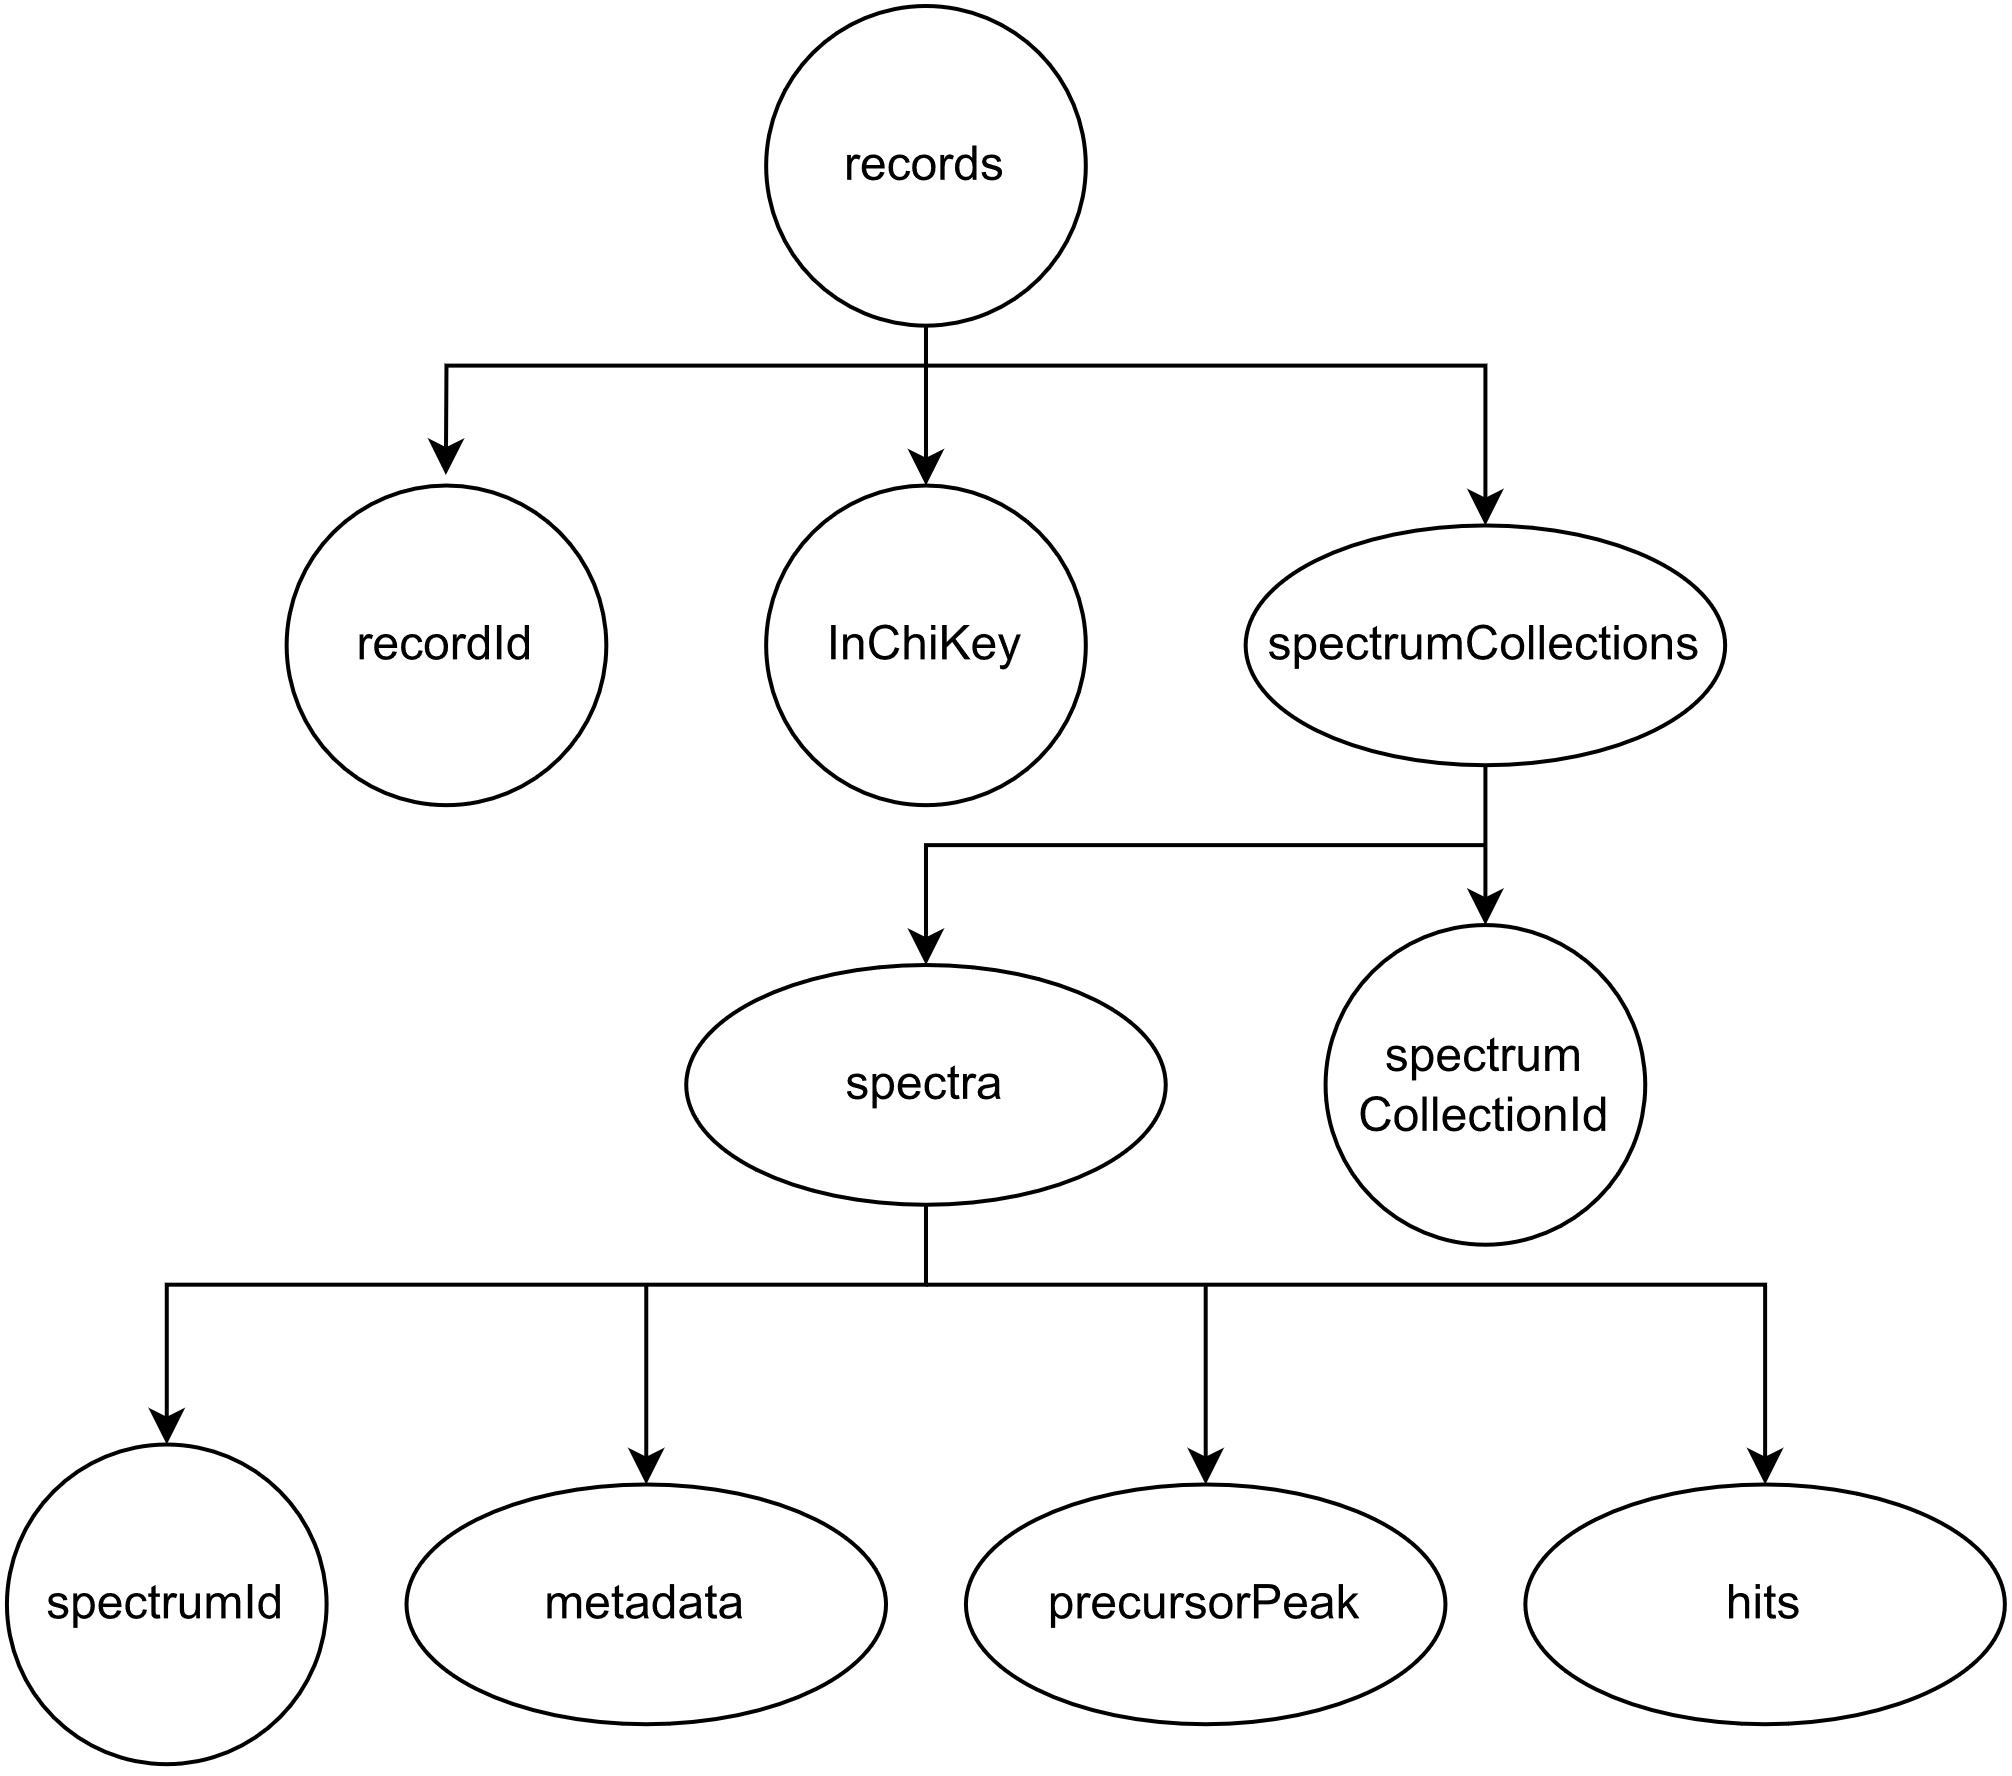 records
recordId
InChiKey
spectrumCollections
spectra
spectrum
CollectionId
spectrumId
metadata
precursorPeak
hits